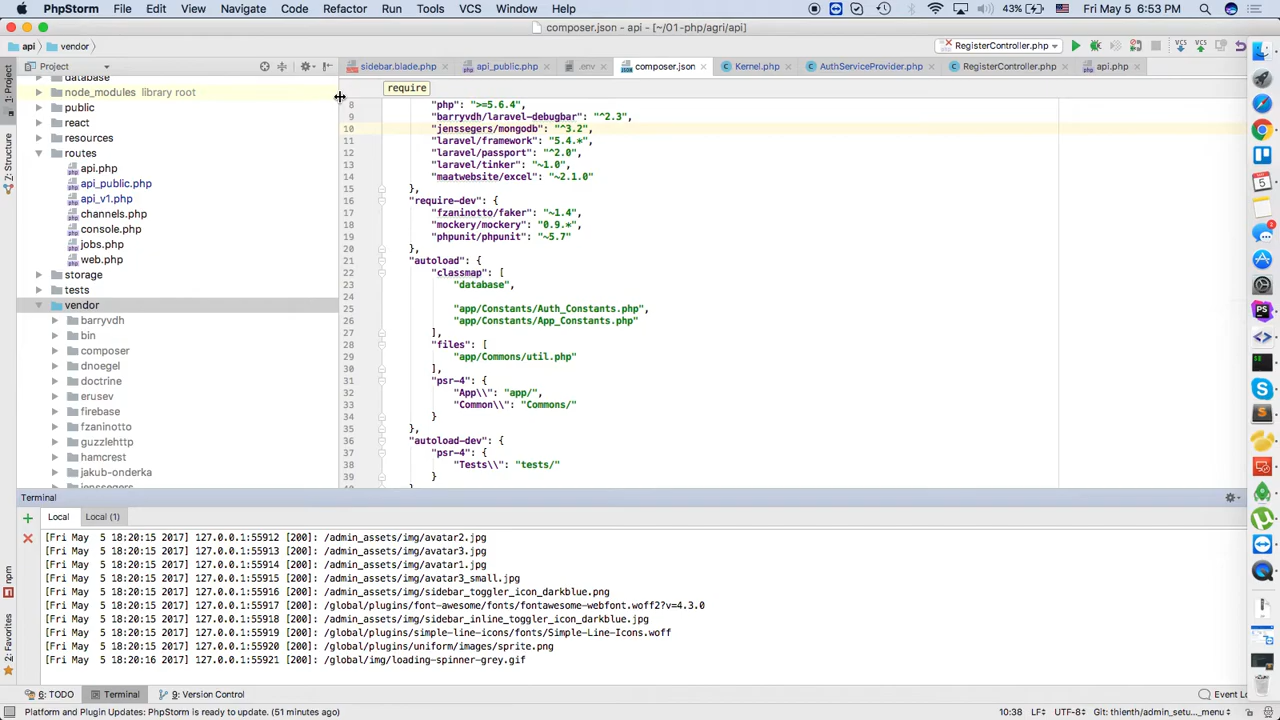 PhpStorm File Edit View Navigate Code Refactor Run Tools VCS Window Help 43% Fri May 5 6:53 PM
composer.json - api - [~/01-php/agri/api]
api vendor RegisterController.php VCS VCS
Project sidebar.blade.php api_public.php .env composer.json Kernel.php AuthServiceProvider.php RegisterController.php api.php
1: Project
7: Structure
npm
2: Favorites
database
node_modules library root
public
react
resources
routes
api.php
api_public.php
api_v1.php
channels.php
console.php
jobs.php
web.php
storage
tests
vendor
barryvdh
bin
composer
dnoegel
doctrine
erusev
firebase
fzaninotto
guzzlehttp
hamcrest
jakub-onderka
jenssegers
require
8 "php": ">=5.6.4",
9 "barryvdh/laravel-debugbar": "^2.3",
10 "jenssegers/mongodb": "^3.2",
11 "laravel/framework": "5.4.*",
12 "laravel/passport": "^2.0",
13 "laravel/tinker": "~1.0",
14 "maatwebsite/excel": "~2.1.0"
15 },
16 "require-dev": {
17 "fzaninotto/faker": "~1.4",
18 "mockery/mockery": "0.9.*",
19 "phpunit/phpunit": "~5.7"
20 },
21 "autoload": {
22 "classmap": [
23 "database",
24
25 "app/Constants/Auth_Constants.php",
26 "app/Constants/App_Constants.php"
27 ],
28 "files": [
29 "app/Commons/util.php"
30 ],
31 "psr-4": {
32 "App\\": "app/",
33 "Common\\": "Commons/"
34 }
35 },
36 "autoload-dev": {
37 "psr-4": {
38 "Tests\\": "tests/"
39 }
Terminal
Local Local (1)
[Fri May 5 18:20:15 2017] 127.0.0.1:55912 [200]: /admin_assets/img/avatar2.jpg
[Fri May 5 18:20:15 2017] 127.0.0.1:55913 [200]: /admin_assets/img/avatar3.jpg
[Fri May 5 18:20:15 2017] 127.0.0.1:55914 [200]: /admin_assets/img/avatar1.jpg
[Fri May 5 18:20:15 2017] 127.0.0.1:55915 [200]: /admin_assets/img/avatar3_small.jpg
[Fri May 5 18:20:15 2017] 127.0.0.1:55916 [200]: /admin_assets/img/sidebar_toggler_icon_darkblue.png
[Fri May 5 18:20:15 2017] 127.0.0.1:55917 [200]: /global/plugins/font-awesome/fonts/fontawesome-webfont.woff2?v=4.3.0
[Fri May 5 18:20:15 2017] 127.0.0.1:55918 [200]: /admin_assets/img/sidebar_inline_toggler_icon_darkblue.jpg
[Fri May 5 18:20:15 2017] 127.0.0.1:55919 [200]: /global/plugins/simple-line-icons/fonts/Simple-Line-Icons.woff
[Fri May 5 18:20:15 2017] 127.0.0.1:55920 [200]: /global/plugins/uniform/images/sprite.png
[Fri May 5 18:20:16 2017] 127.0.0.1:55921 [200]: /global/img/loading-spinner-grey.gif
6: TODO Terminal 9: Version Control Event Lo
Platform and Plugin Updates: PhpStorm is ready to update. (51 minutes ago) 10:38 LF UTF-8 Git: thlenth/admin_setu..._menu